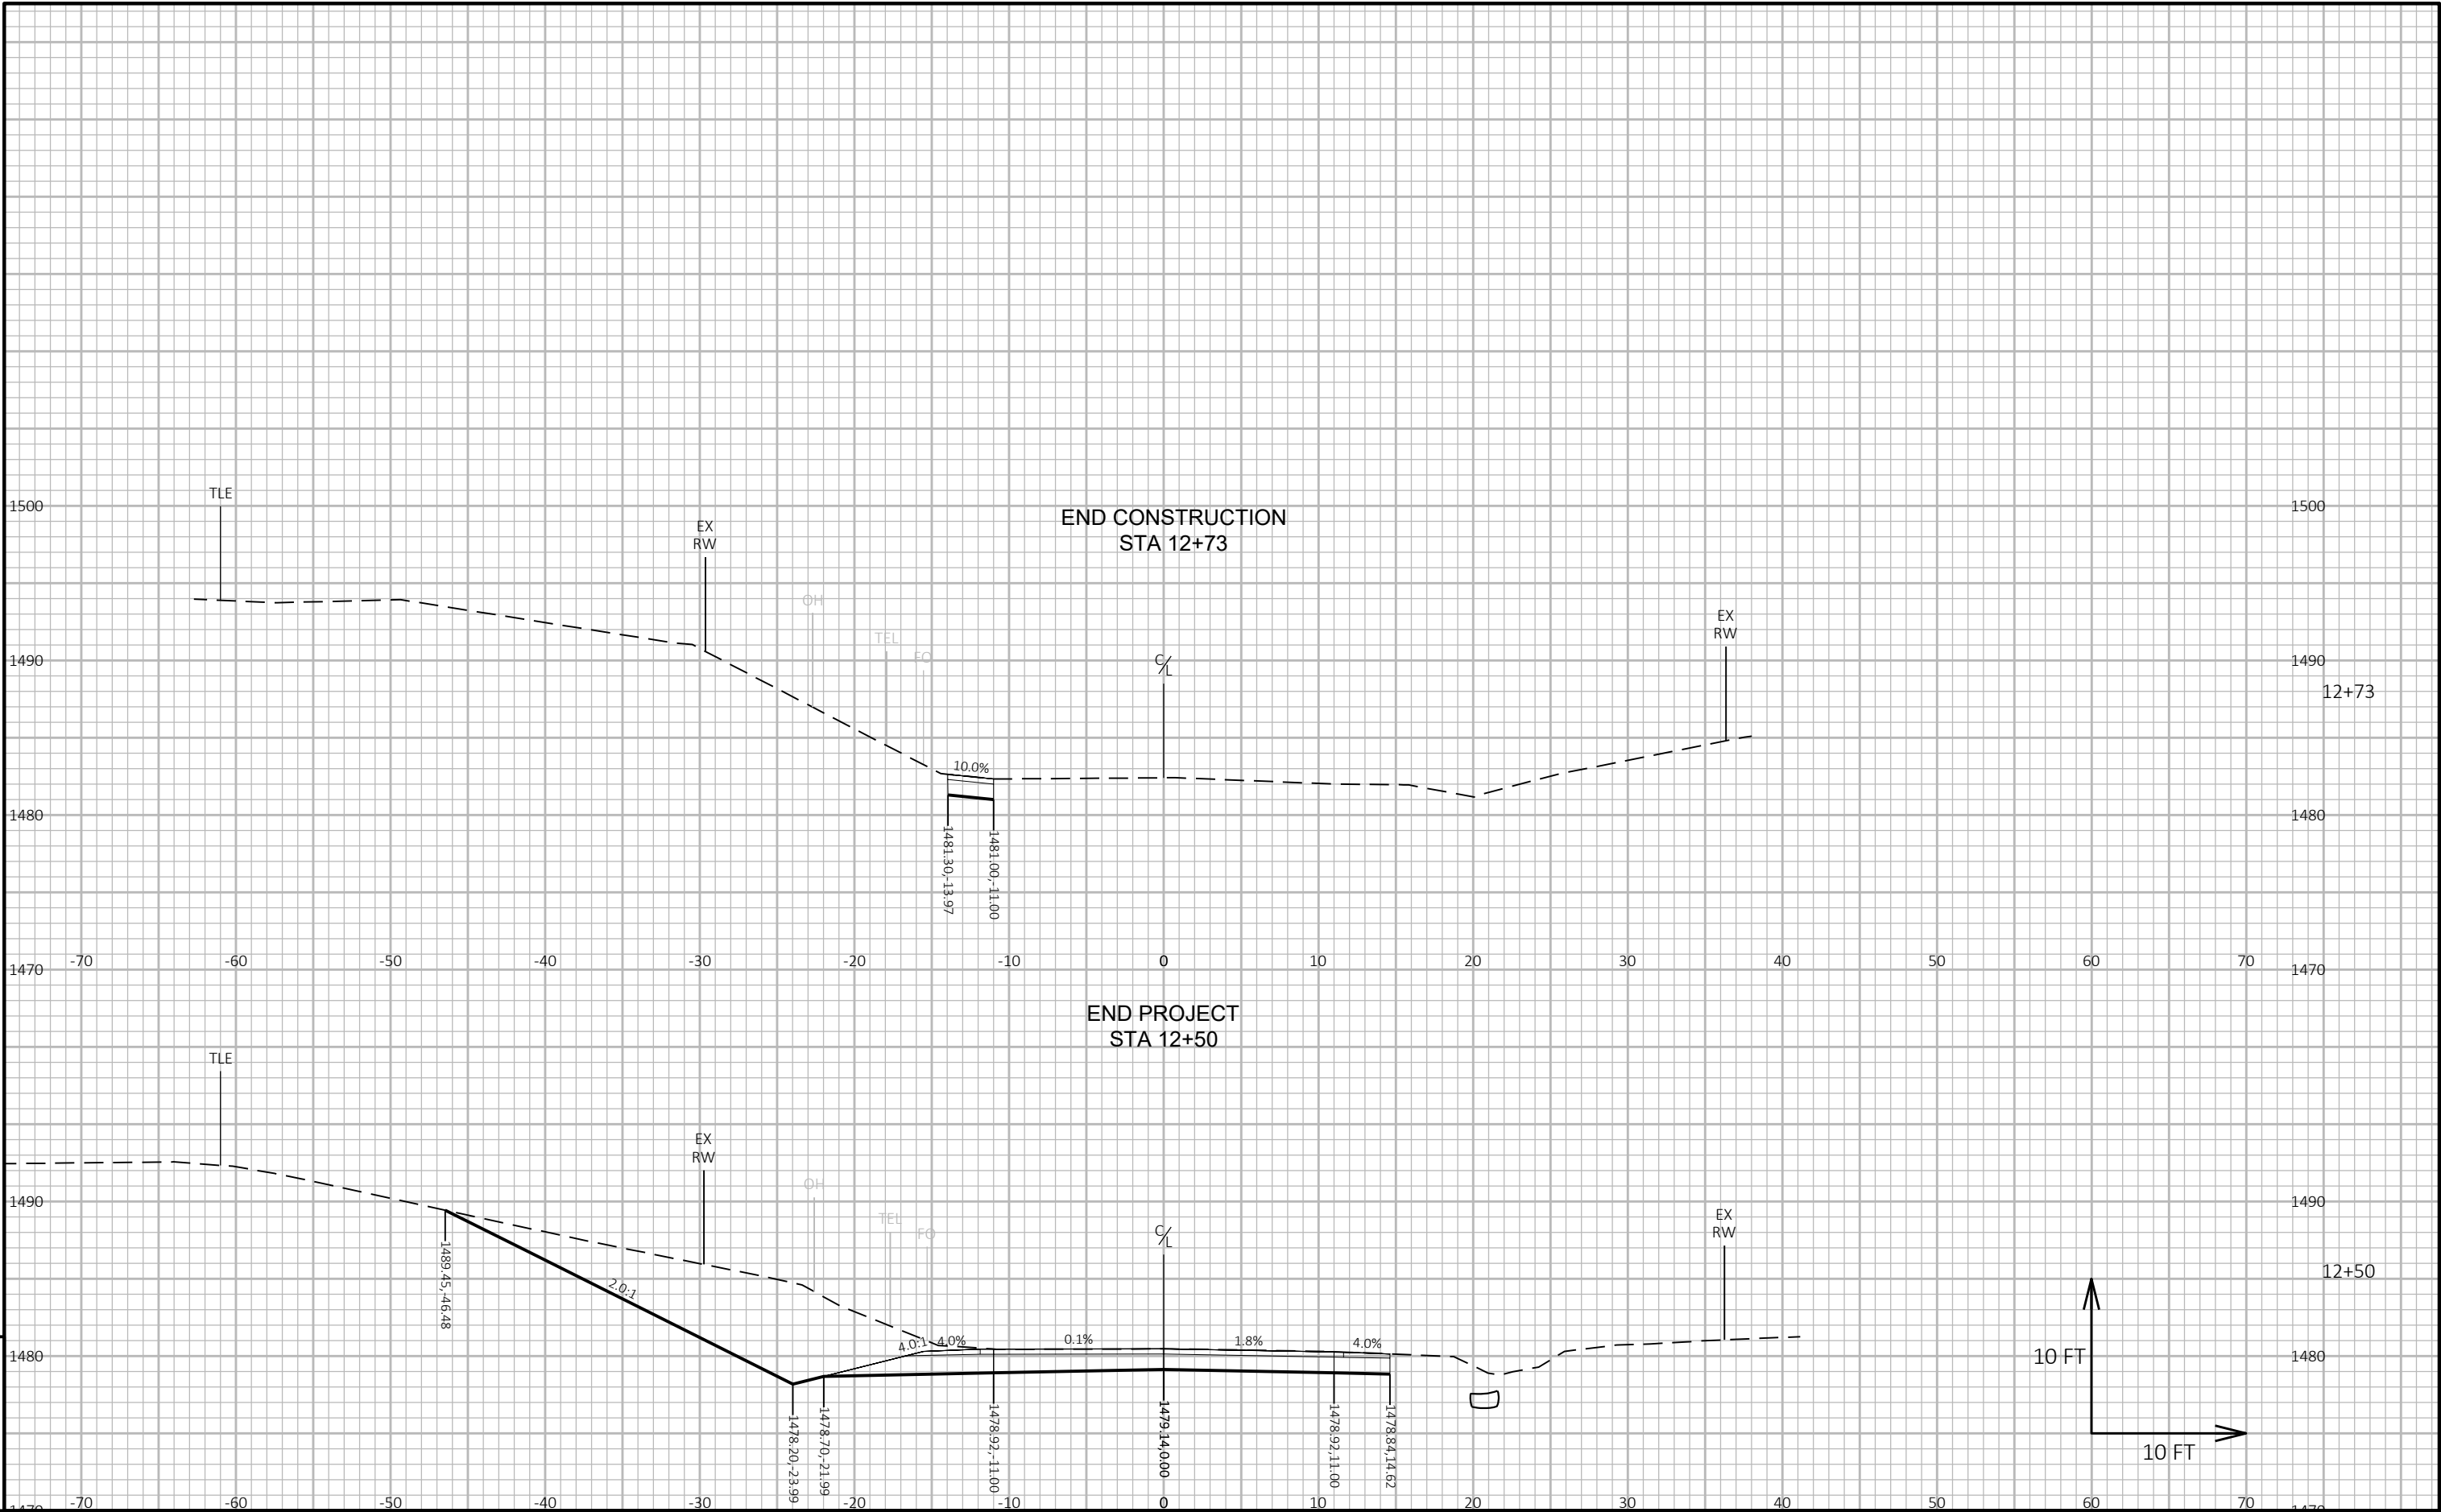 TLE
1500
END CONSTRUCTION
1500
STA 12+73
EX
RW
OH
EX
RW
TEL
FO
1490
C/L
1490
12+73
10.0%
1480
1480
1481.30,-13.97
1481.00,-11.00
1470
-70
-60
-50
-40
-30
-20
-10
0
10
20
30
40
50
60
70
1470
END PROJECT
STA 12+50
TLE
EX
RW
OH
1490
TEL
FO
C/L
EX
RW
1490
12+50
1489.45,-46.48
2.0:1
1480
4.0:1
4.0%
0.1%
1.8%
4.0%
10 FT
1480
1478.20,-23.99
1478.70,-21.99
1478.92,-11.00
1479.14,0.00
1478.92,11.00
1478.84,14.62
10 FT
-70
-60
-50
-40
-30
-20
-10
0
10
20
30
40
50
60
70